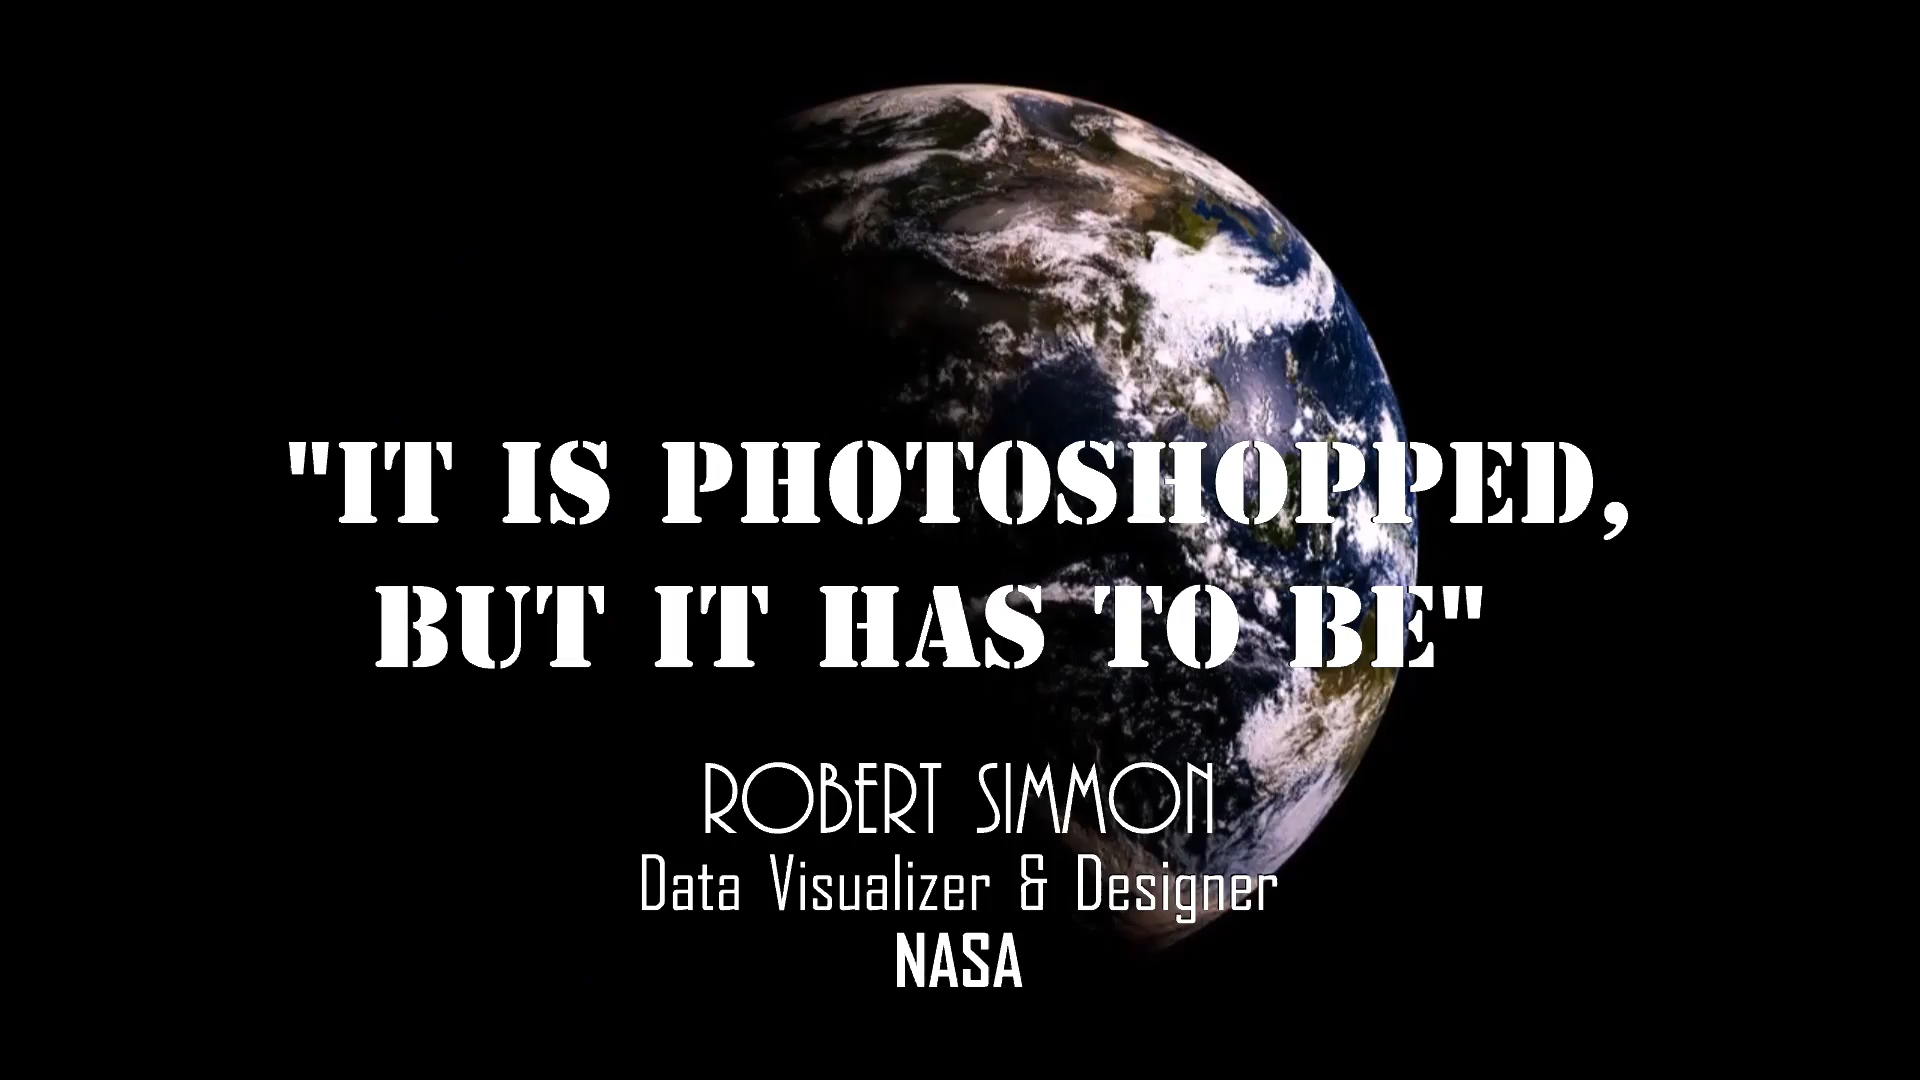 "IT IS PHOTOSHOPPED,
BUT IT HAS TO BE"
ROBERT SIMMON
Data Visualizer & Designer
NASA